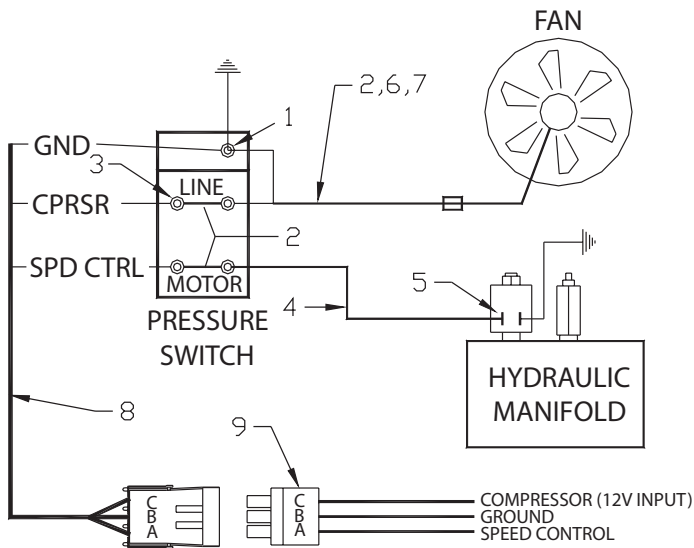 FAN
2,6,7
1
GND
3
LINE
CPRSR
2
SPD CTRL
MOTOR
5
4
PRESSURE
SWITCH
HYDRAULIC
MANIFOLD
8
9
C
B
A
C
B
A
COMPRESSOR (12V INPUT)
GROUND
SPEED CONTROL